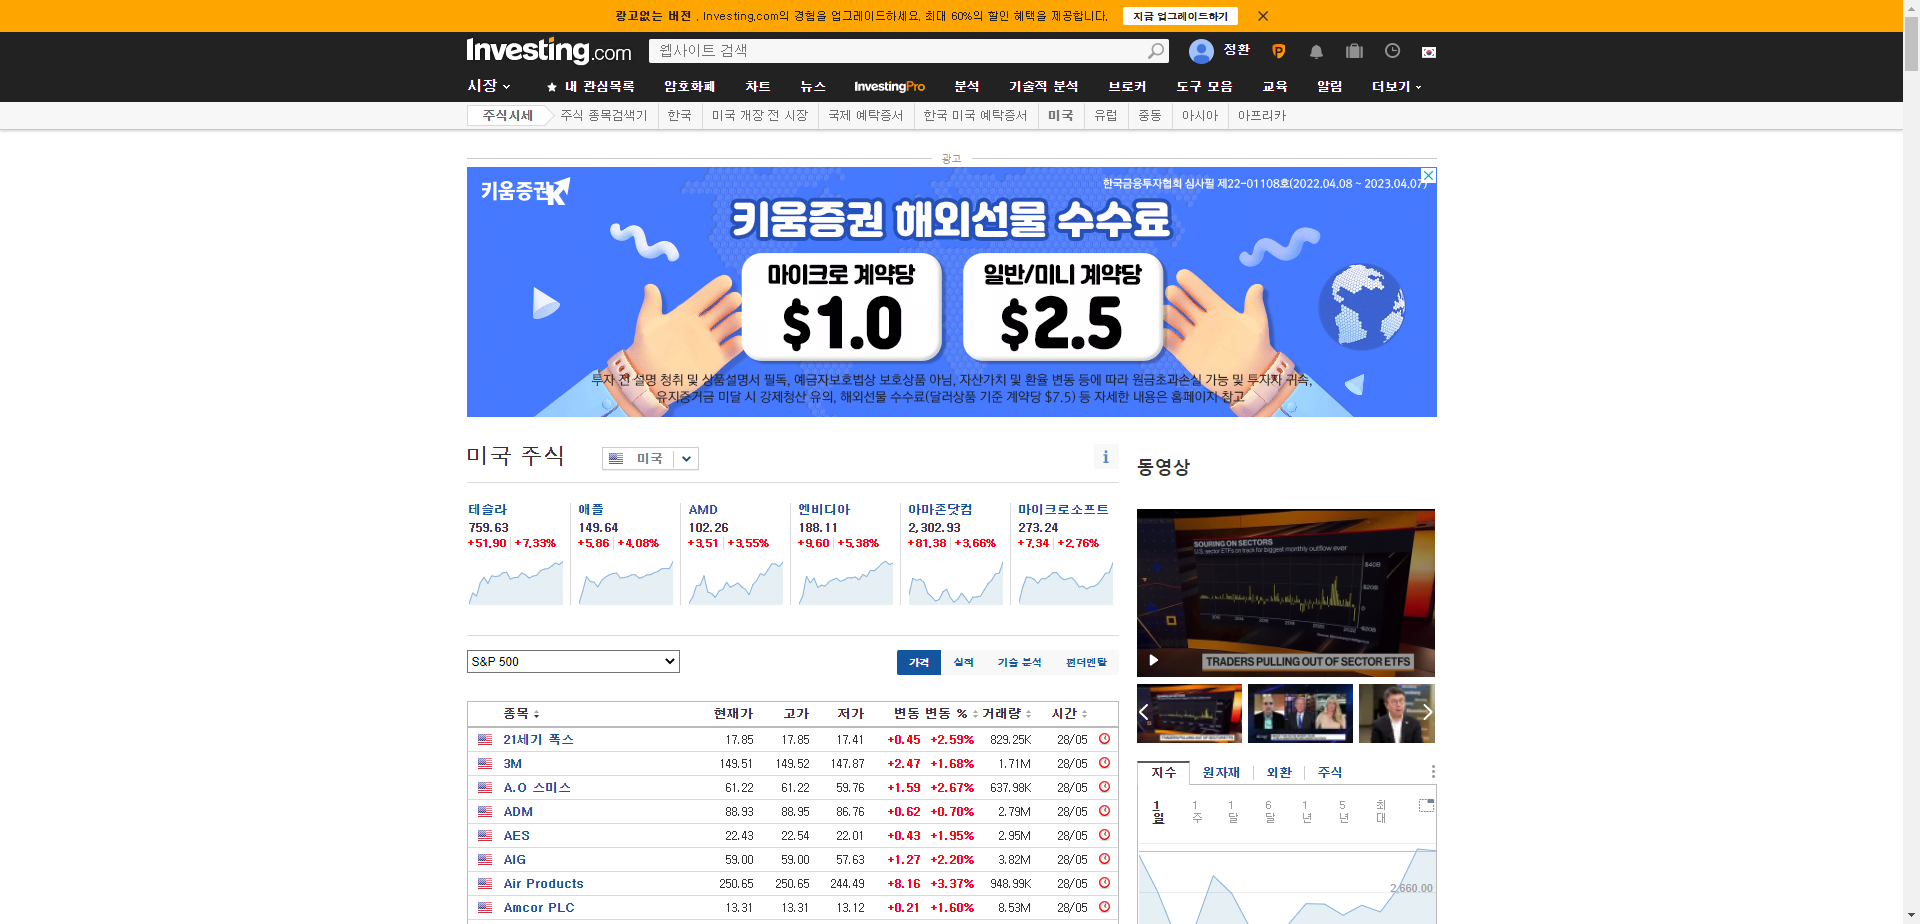 광고없는 버전. Investing.com의 경험을 업그레이드하세요. 최대 60%의 할인 혜택을 제공합니다. 지금 업그레이드하기
Investing.com 웹사이트 검색 정환
시장 내 관심목록 암호화폐 차트 뉴스 InvestingPro 분석 기술적 분석 브로커 도구 모음 교육 알림 더보기
주식시세 주식 종목검색기 한국 미국 개장 전 시장 국제 예탁증서 한국 미국 예탁증서 미국 유럽 중동 아시아 아프리카
광고
키움증권
한국금융투자협회 심사필 제22-01108호(2022.04.08 ~ 2023.04.07)
키움증권 해외선물 수수료
마이크로 계약당 일반/미니 계약당
$1.0 $2.5
투자 전 설명 청취 및 상품설명서 필독, 예금자보호법상 보호상품 아님, 자산가치 및 환율 변동 등에 따라 원금초과손실 가능 및 투자자 귀속,
유지증거금 미달 시 강제청산 유의, 해외선물 수수료(달러상품 기준 계약당 $7.5) 등 자세한 내용은 홈페이지 참고
미국 주식 미국 i
테슬라 애플 AMD 엔비디아 아마존닷컴 마이크로소프트
759.63 149.64 102.26 188.11 2,302.93 273.24
+51.90 +7.33% +5.86 +4.08% +3.51 +3.55% +9.60 +5.38% +81.38 +3.66% +7.34 +2.76%
S&P 500 가격 실적 기술 분석 펀더멘탈
종목 현재가 고가 저가 변동 변동 % 거래량 시간
21세기 폭스 17.85 17.85 17.41 +0.45 +2.59% 829.25K 28/05
3M 149.51 149.52 147.87 +2.47 +1.68% 1.71M 28/05
A.O 스미스 61.22 61.22 59.76 +1.59 +2.67% 637.98K 28/05
ADM 88.93 88.95 86.76 +0.62 +0.70% 2.79M 28/05
AES 22.43 22.54 22.01 +0.43 +1.95% 2.95M 28/05
AIG 59.00 59.00 57.63 +1.27 +2.20% 3.82M 28/05
Air Products 250.65 250.65 244.49 +8.16 +3.37% 948.99K 28/05
Amcor PLC 13.31 13.31 13.12 +0.21 +1.60% 8.53M 28/05
동영상
SOURING ON SECTORS
U.S. sector ETFs on track for biggest monthly outflow ever
$40B
$20B
0
-$20B
2022
TRADERS PULLING OUT OF SECTOR ETFS
TRADERS PULLING OUT OF SECTOR ETFS
지수 원자재 외환 주식
1일 1주 1달 6달 1년 5년 최대
2,660.00